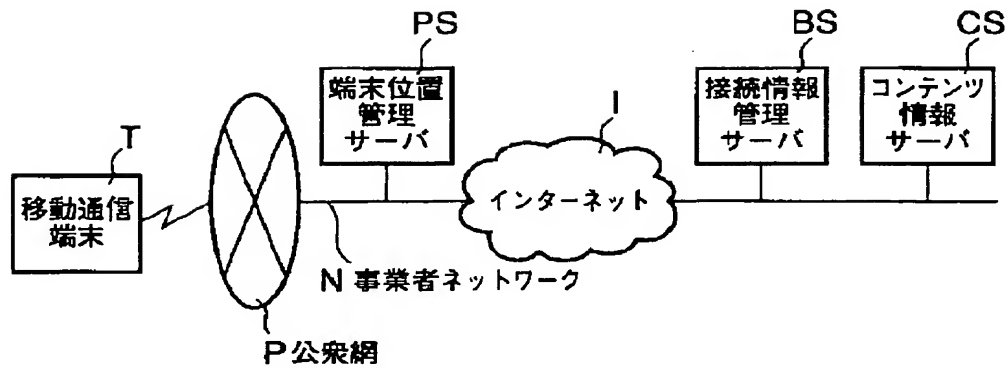 PS
BS
CS
端末位置
管理
サーバ
接続情報
管理
サーバ
コンテンツ
情報
サーバ
I
T
移動通信
端末
インターネット
N 事業者ネットワーク
P公衆網